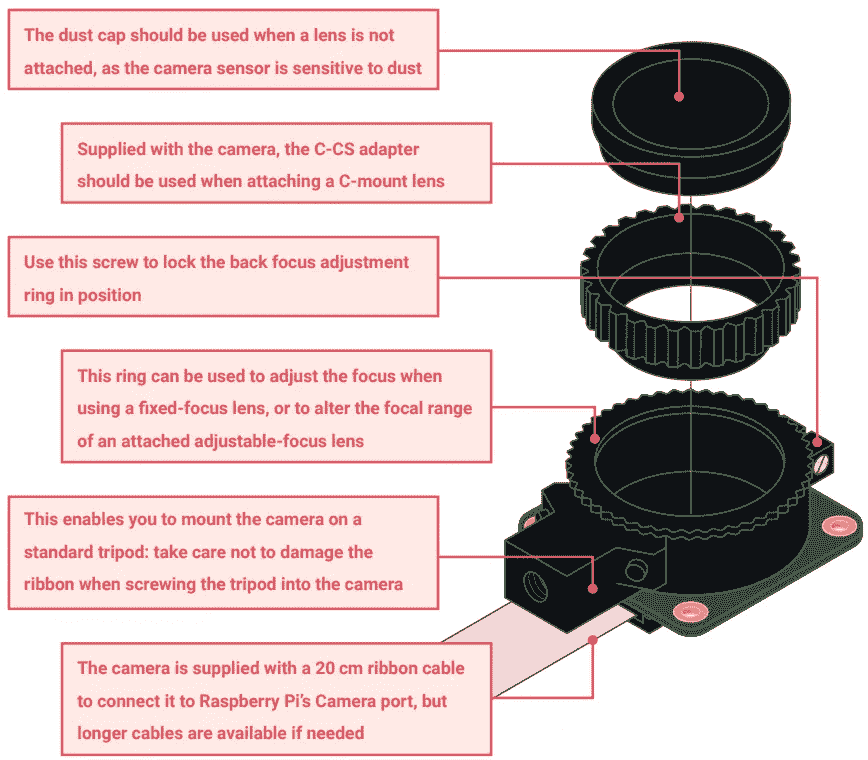 The dust cap should be used when a lens is not
attached, as the camera sensor is sensitive to dust
Supplied with the camera, the C-CS adapter
should be used when attaching a C-mount lens
Use this screw to lock the back focus adjustment
ring in position
This ring can be used to adjust the focus when
using a fixed-focus lens, or to alter the focal range
of an attached adjustable-focus lens
This enables you to mount the camera on a
standard tripod: take care not to damage the
ribbon when screwing the tripod into the camera
The camera is supplied with a 20 cm ribbon cable
to connect it to Raspberry Pi’s Camera port, but
longer cables are available if needed